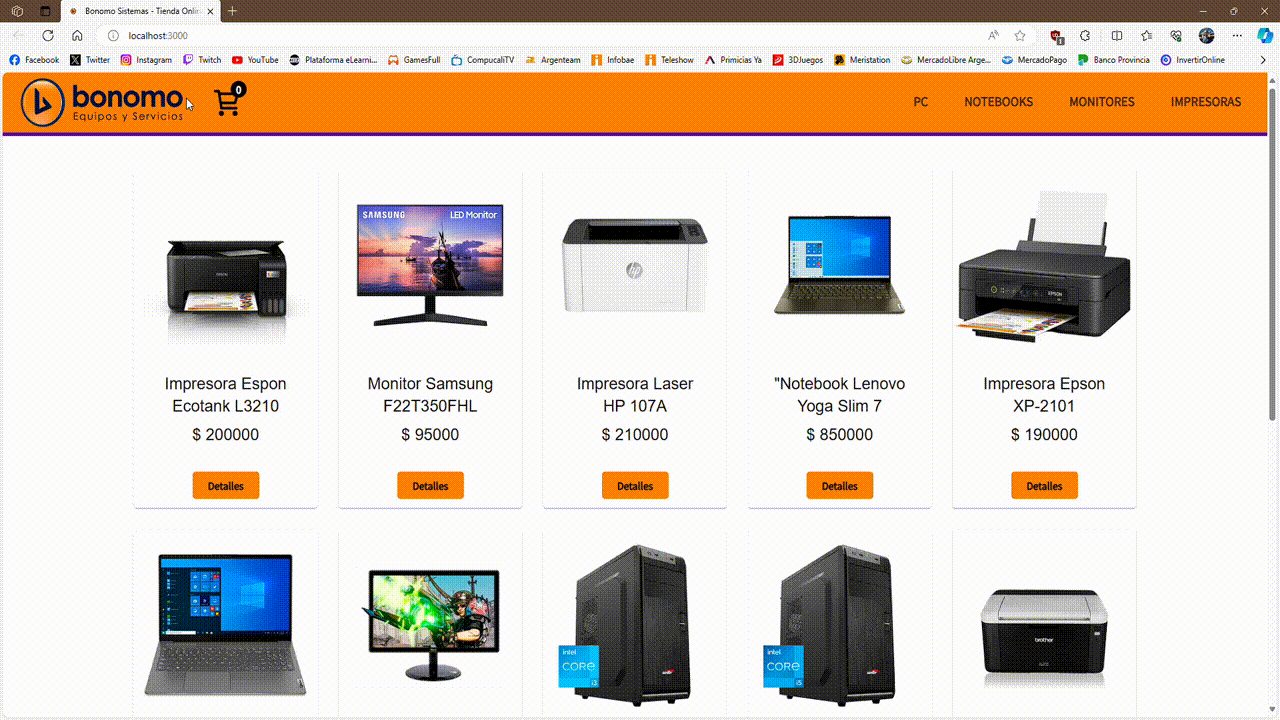 Bonomo Sistemas - Tienda Onlin
localhost:3000
1
Facebook
Twitter
Instagram
Twitch
YouTube
Plataforma eLearni...
GamesFull
CompucaliTV
Argenteam
Infobae
Teleshow
Primicias Ya
3DJuegos
Meristation
MercadoLibre Arge...
MercadoPago
Banco Provincia
InvertirOnline
bonomo
Equipos y Servicios
0
PC
NOTEBOOKS
MONITORES
IMPRESORAS
SAMSUNG
LED Monitor
hp
EPSON
Impresora Espon
Ecotank L3210
$ 200000
Detalles
Monitor Samsung
F22T350FHL
$ 95000
Detalles
Impresora Laser
HP 107A
$ 210000
Detalles
"Notebook Lenovo
Yoga Slim 7
$ 850000
Detalles
Impresora Epson
XP-2101
$ 190000
Detalles
intel
CORE
i3
intel
CORE
i5
brother